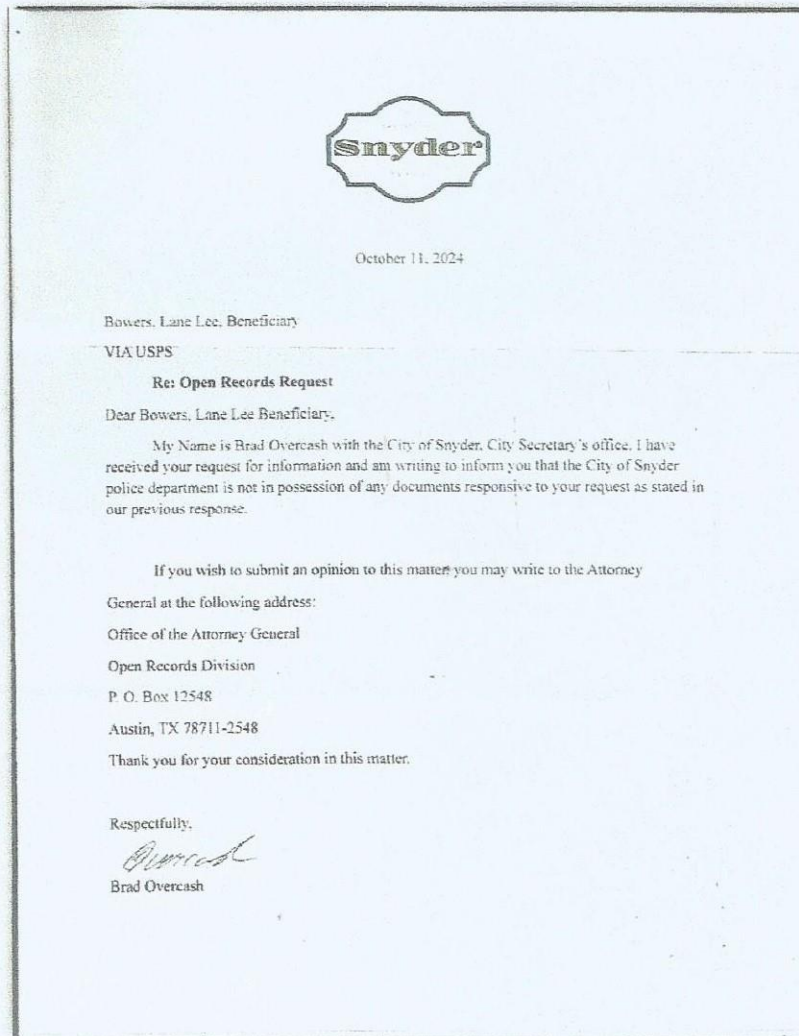 Snyder
October 11, 2024
Bowers, Lane Lee, Beneficiary
VIA USPS
Re: Open Records Request
Dear Bowers, Lane Lee Beneficiary,
My Name is Brad Overcash with the City of Snyder, City Secretary's office. I have
received your request for information and am writing to inform you that the City of Snyder
police department is not in possession of any documents responsive to your request as stated in
our previous response.
If you wish to submit an opinion to this matter you may write to the Attorney
General at the following address:
Office of the Attorney General
Open Records Division
P. O. Box 12548
Austin, TX 78711-2548
Thank you for your consideration in this matter.
Respectfully,
Overcash
Brad Overcash